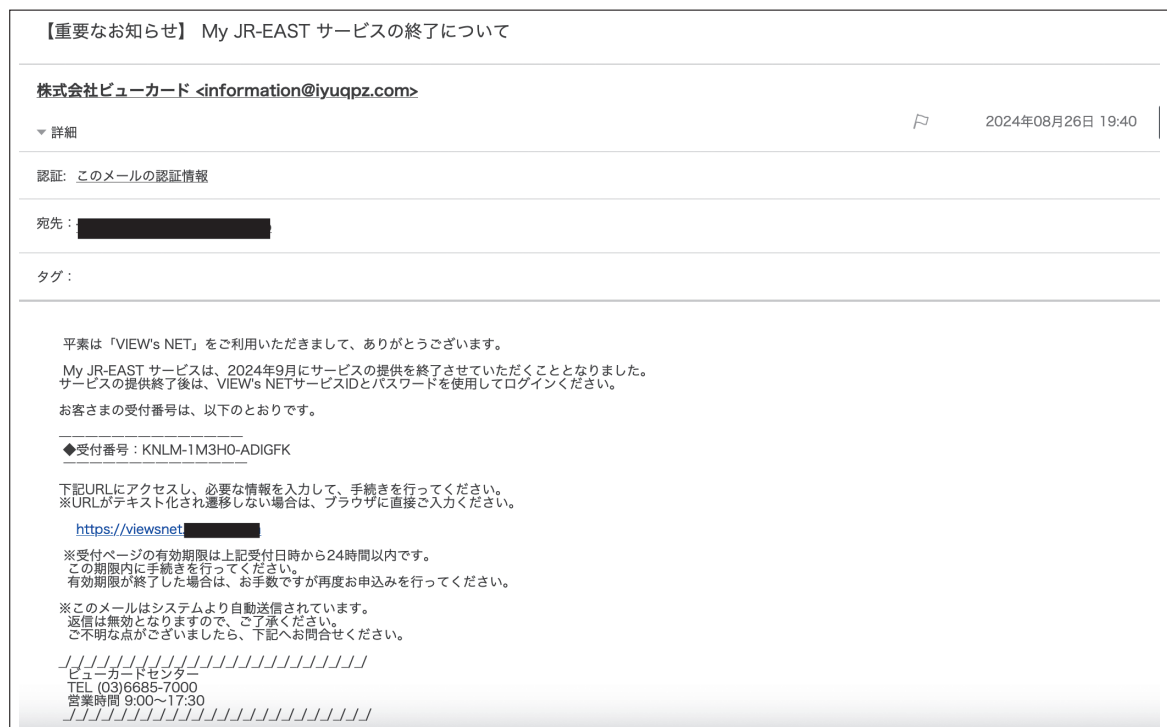 【重要なお知らせ】 My JR-EAST サービスの終了について
株式会社ビューカード <information@iyuqpz.com>
▼ 詳細
2024年08月26日 19:40
認証: このメールの認証情報
宛先：
タグ：
平素は「VIEW's NET」をご利用いただきまして、ありがとうございます。
My JR-EAST サービスは、2024年9月にサービスの提供を終了させていただくこととなりました。
サービスの提供終了後は、VIEW's NETサービスIDとパスワードを使用してログインください。
お客さまの受付番号は、以下のとおりです。
――――――――――――――
◆受付番号：KNLM-1M3H0-ADIGFK
――――――――――――――
下記URLにアクセスし、必要な情報を入力して、手続きを行ってください。
※URLがテキスト化され遷移しない場合は、ブラウザに直接ご入力ください。
https://viewsnet.
※受付ページの有効期限は上記受付日時から24時間以内です。
この期限内に手続きを行ってください。
有効期限が終了した場合は、お手数ですが再度お申込みを行ってください。
※このメールはシステムより自動送信されています。
返信は無効となりますので、ご了承ください。
ご不明な点がございましたら、下記へお問合せください。
_/_/_/_/_/_/_/_/_/_/_/_/_/_/_/_/_/_/_/_/_/_/_/_/
ビューカードセンター
TEL (03)6685-7000
営業時間 9:00〜17:30
_/_/_/_/_/_/_/_/_/_/_/_/_/_/_/_/_/_/_/_/_/_/_/_/